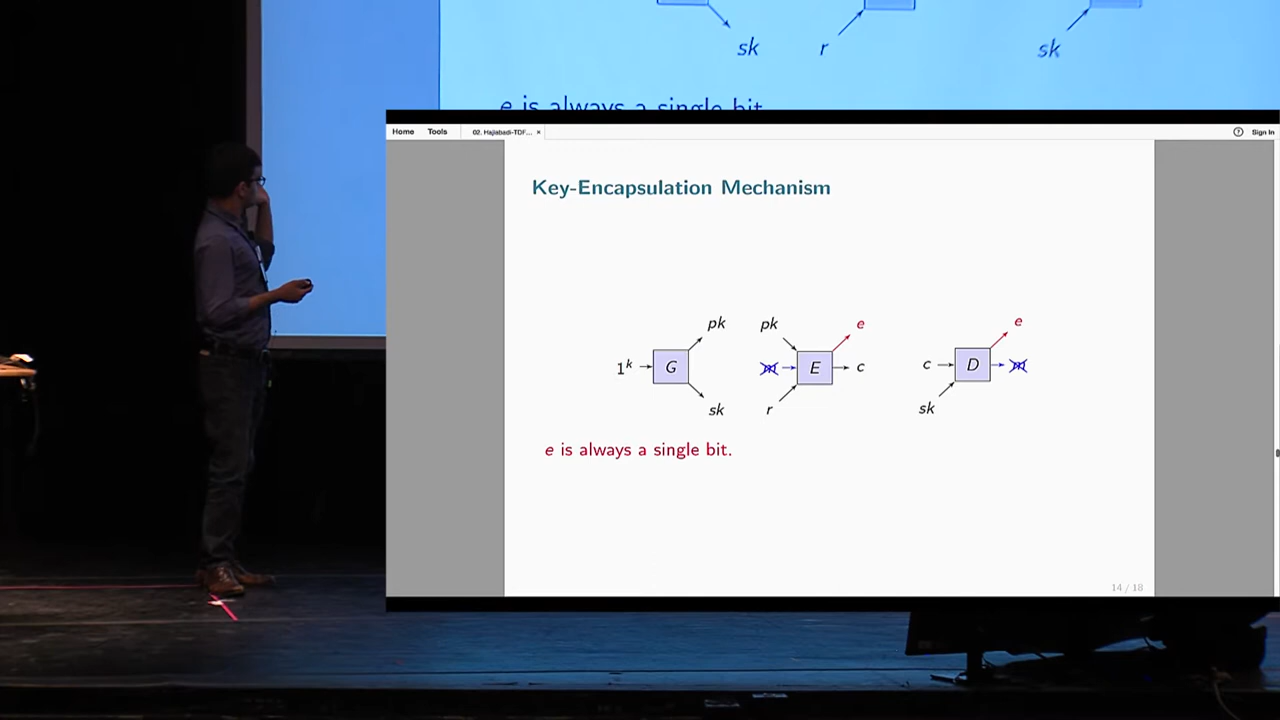 sk r sk
e is always a single bit
Home Tools 02. Hajiabadi-TDF... × ? Sign In
Key-Encapsulation Mechanism
pk pk e e
1^k G m E c c D m
sk r sk
e is always a single bit.
14 / 18